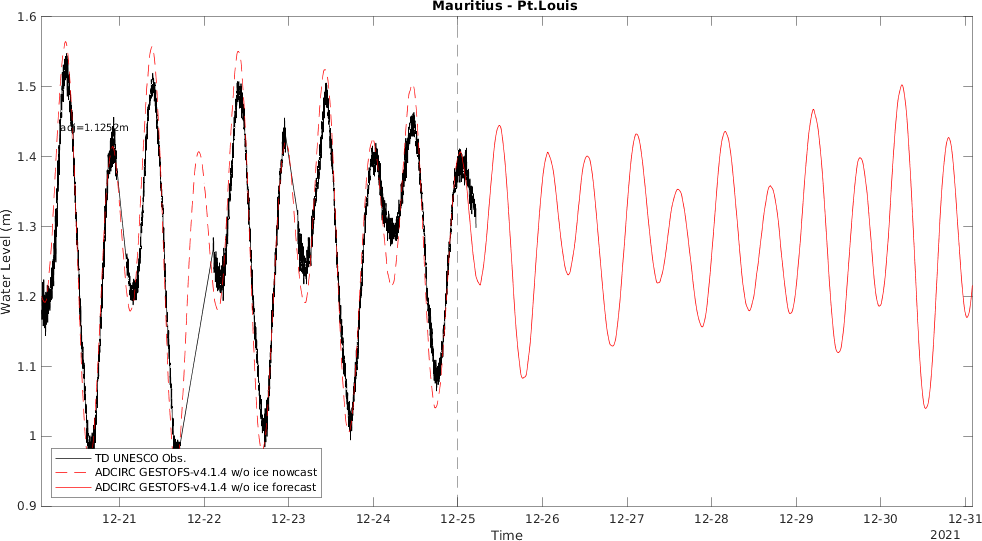 Mauritius - Pt.Louis
1.6
1.5
1.4
1.3
1.2
1.1
1
0.9
Water Level (m)
adj=1.1252m
TD UNESCO Obs.
ADCIRC GESTOFS-v4.1.4 w/o ice nowcast
ADCIRC GESTOFS-v4.1.4 w/o ice forecast
12-21 12-22 12-23 12-24 12-25 12-26 12-27 12-28 12-29 12-30 12-31
Time
2021